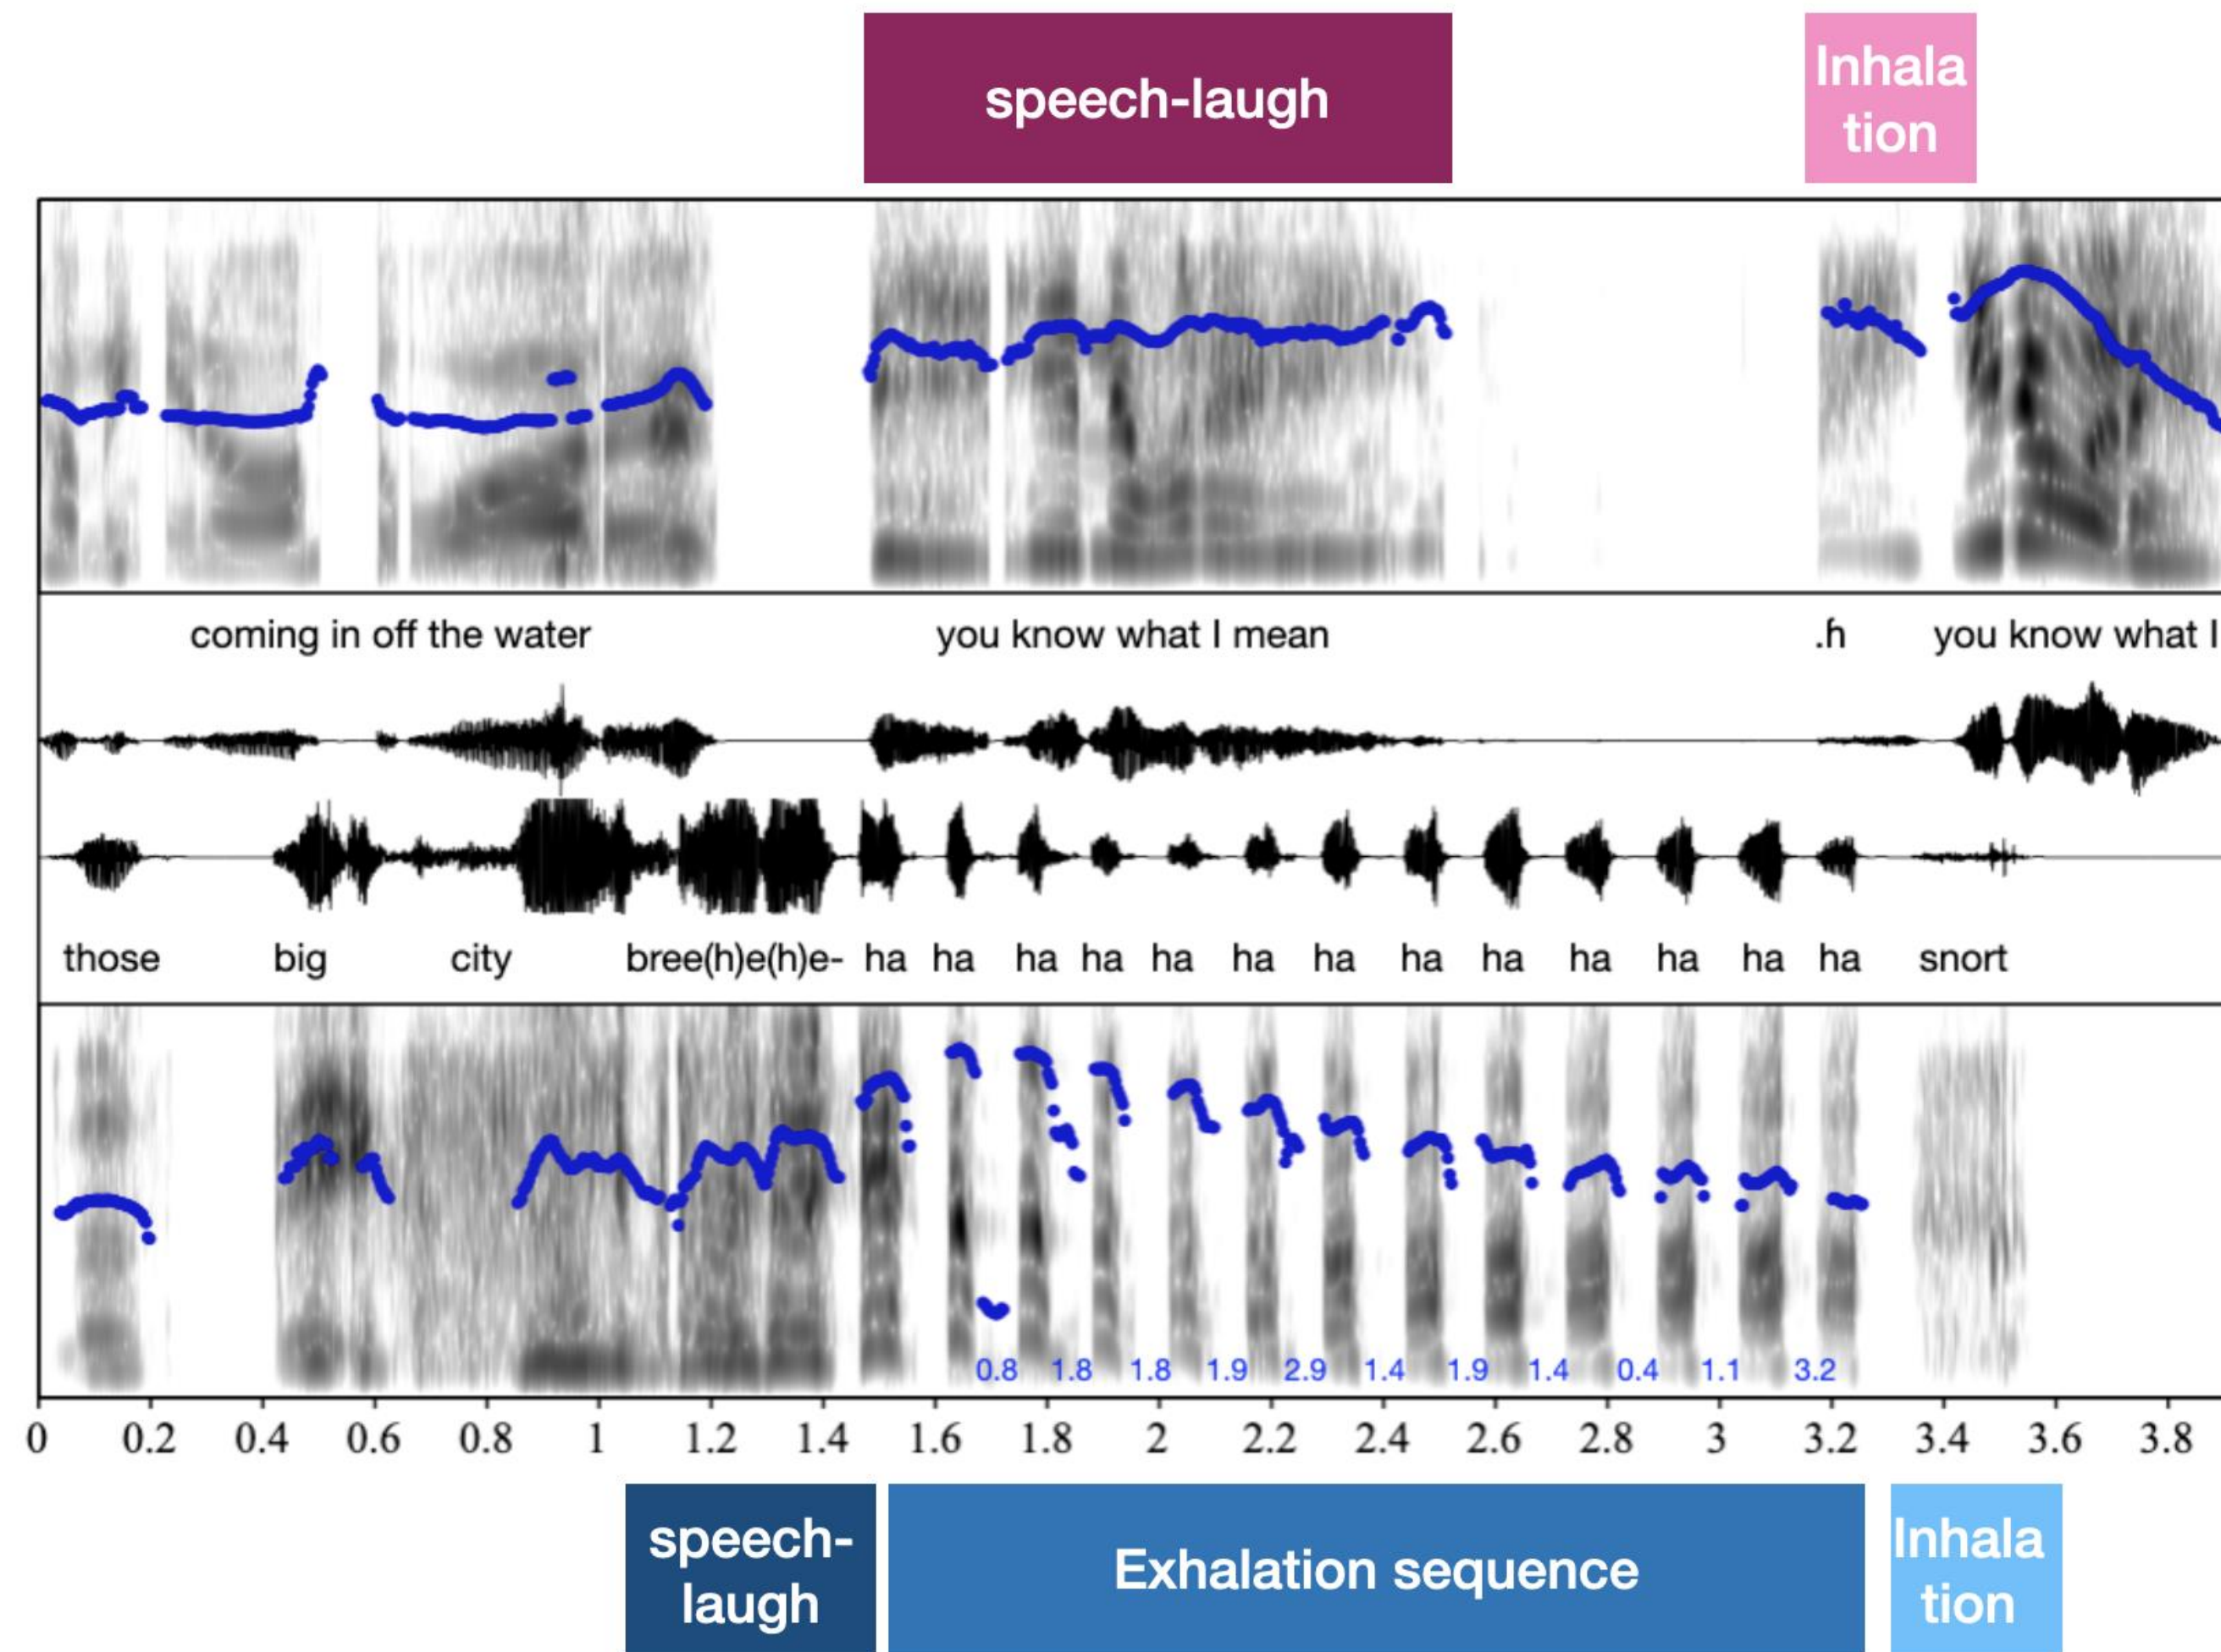 speech-laugh
Inhala
tion
coming in off the water you know what I mean .ɦ you know what I
those big city bree(h)e(h)e- ha ha ha ha ha ha ha ha ha ha ha ha ha snort
0.8 1.8 1.8 1.9 2.9 1.4 1.9 1.4 0.4 1.1 3.2
0 0.2 0.4 0.6 0.8 1 1.2 1.4 1.6 1.8 2 2.2 2.4 2.6 2.8 3 3.2 3.4 3.6 3.8
speech-
laugh
Exhalation sequence
Inhala
tion